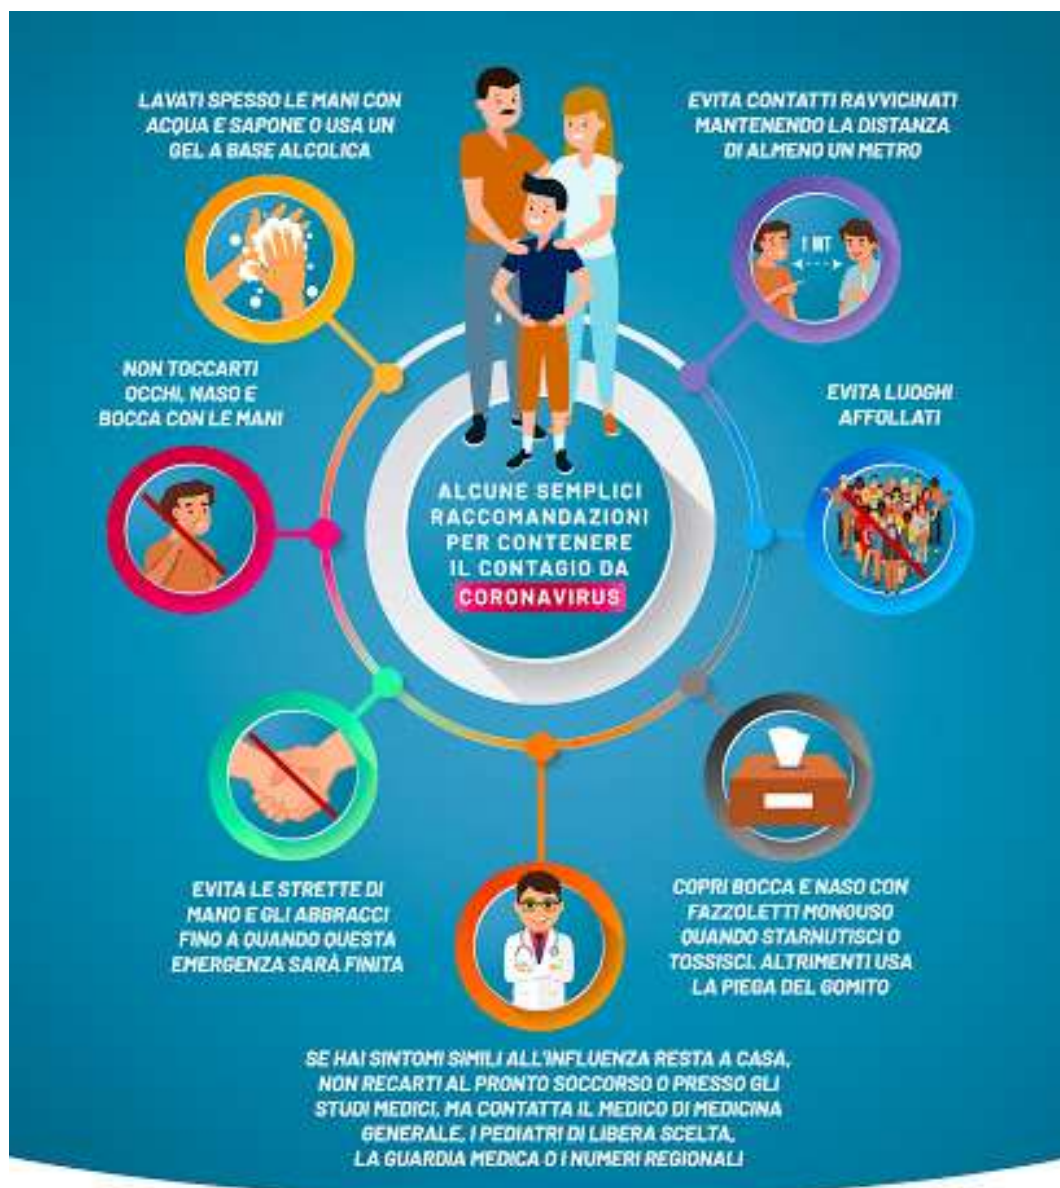 LAVATI SPESSO LE MANI CON
ACQUA E SAPONE O USA UN
GEL A BASE ALCOLICA
EVITA CONTATTI RAVVICINATI
MANTENENDO LA DISTANZA
DI ALMENO UN METRO
1 MT
NON TOCCARTI
OCCHI, NASO E
BOCCA CON LE MANI
EVITA LUOGHI
AFFOLLATI
ALCUNE SEMPLICI
RACCOMANDAZIONI
PER CONTENERE
IL CONTAGIO DA
CORONAVIRUS
EVITA LE STRETTE DI
MANO E GLI ABBRACCI
FINO A QUANDO QUESTA
EMERGENZA SARÀ FINITA
COPRI BOCCA E NASO CON
FAZZOLETTI MONOUSO
QUANDO STARNUTISCI O
TOSSISCI. ALTRIMENTI USA
LA PIEGA DEL GOMITO
SE HAI SINTOMI SIMILI ALL'INFLUENZA RESTA A CASA,
NON RECARTI AL PRONTO SOCCORSO O PRESSO GLI
STUDI MEDICI, MA CONTATTA IL MEDICO DI MEDICINA
GENERALE, I PEDIATRI DI LIBERA SCELTA,
LA GUARDIA MEDICA O I NUMERI REGIONALI